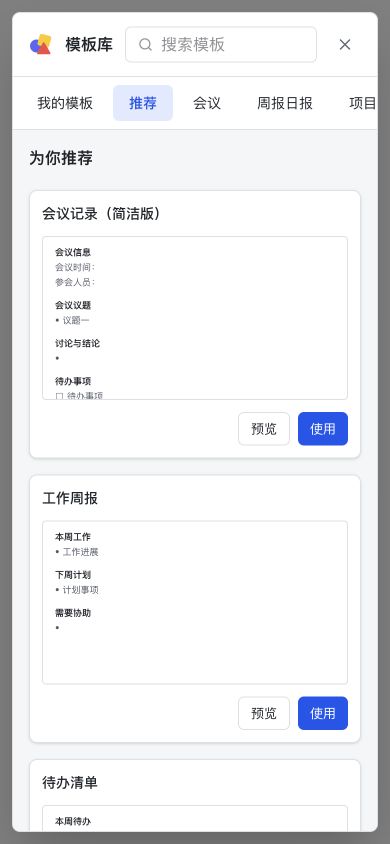 模板库
搜索模板
我的模板 推荐 会议 周报日报 项目
为你推荐
会议记录（简洁版）
会议信息
会议时间：
参会人员：
会议议题
• 议题一
讨论与结论
•
待办事项
☐ 待办事项
预览 使用
工作周报
本周工作
• 工作进展
下周计划
• 计划事项
需要协助
•
预览 使用
待办清单
本周待办